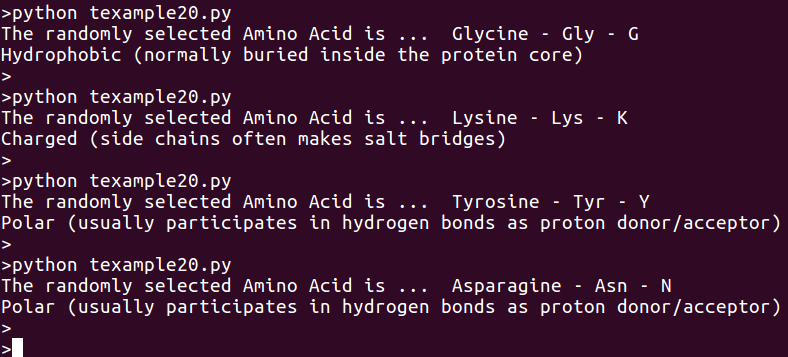 >python texample20.py
The randomly selected Amino Acid is ...  Glycine - Gly - G
Hydrophobic (normally buried inside the protein core)
>
>python texample20.py
The randomly selected Amino Acid is ...  Lysine - Lys - K
Charged (side chains often makes salt bridges)
>
>python texample20.py
The randomly selected Amino Acid is ...  Tyrosine - Tyr - Y
Polar (usually participates in hydrogen bonds as proton donor/acceptor)
>
>python texample20.py
The randomly selected Amino Acid is ...  Asparagine - Asn - N
Polar (usually participates in hydrogen bonds as proton donor/acceptor)
>
>